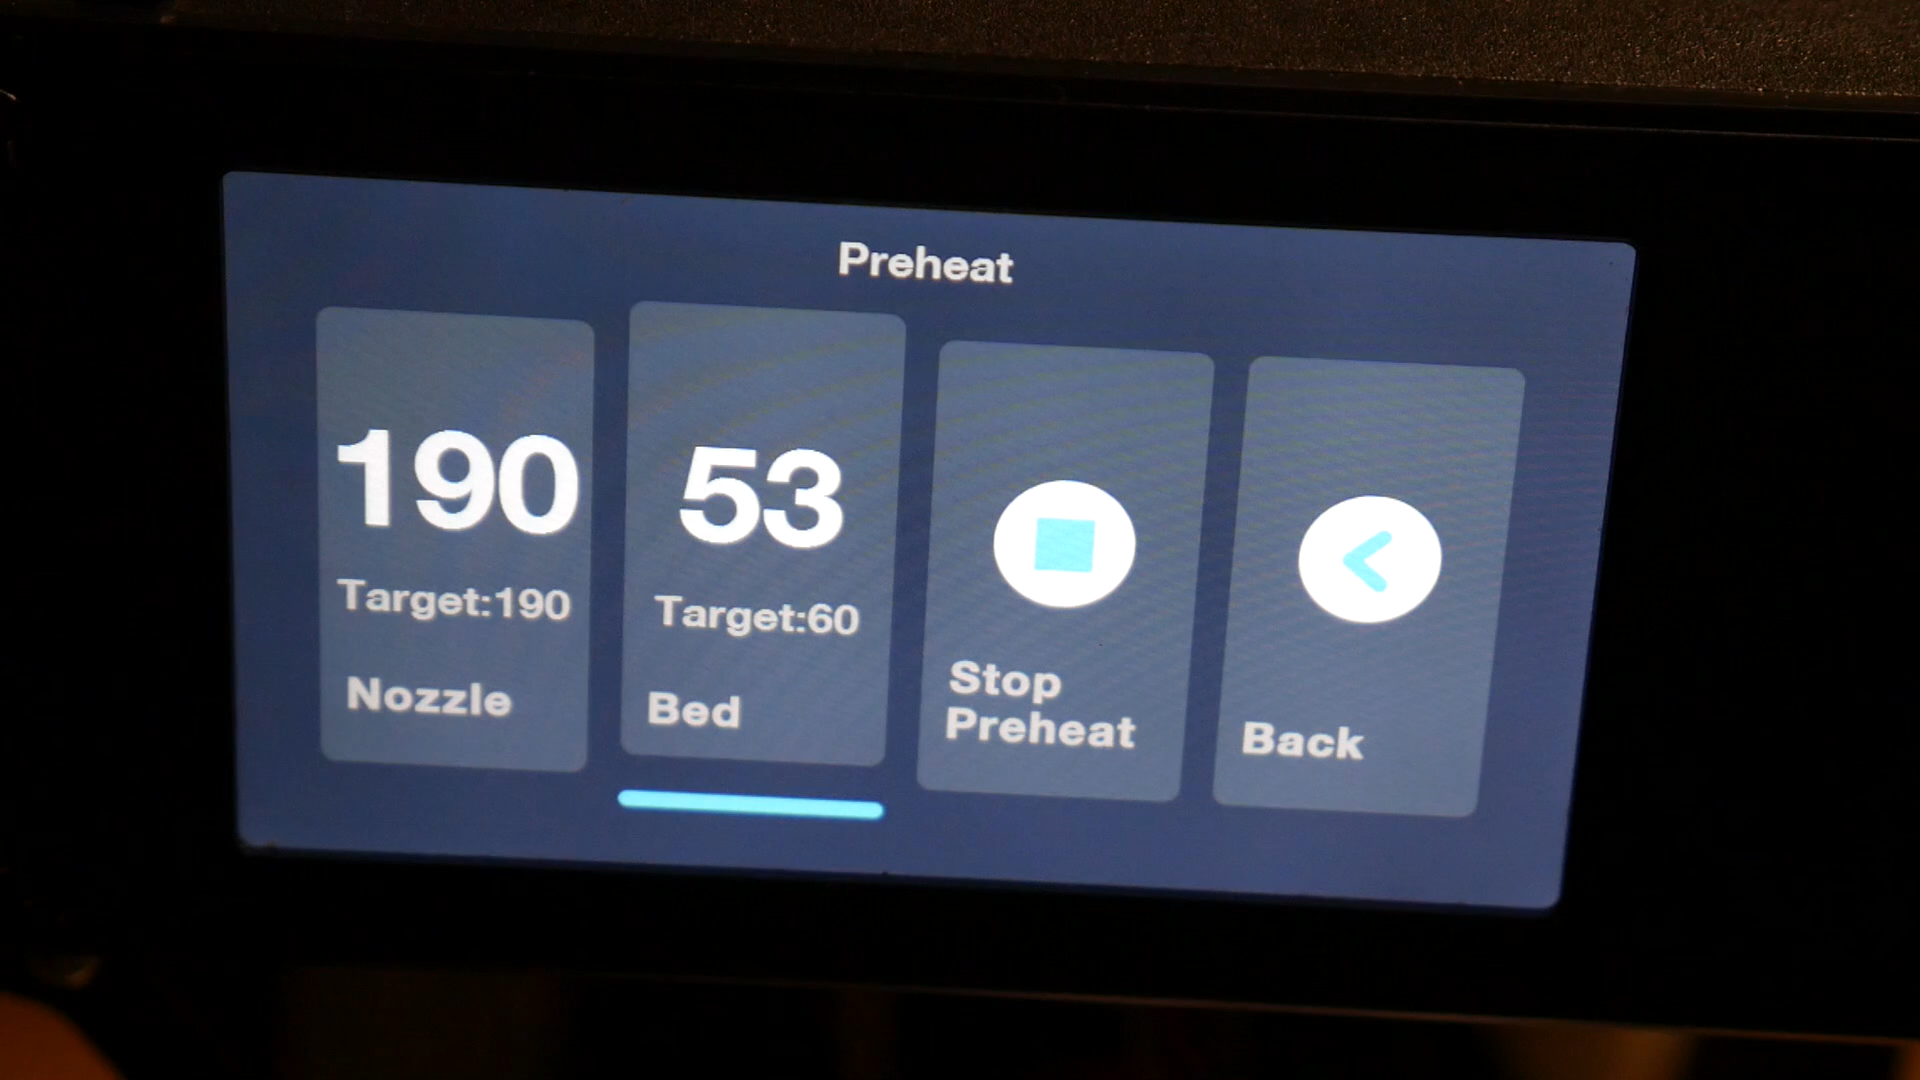 Preheat
190
Target:190
Nozzle
53
Target:60
Bed
Stop
Preheat
Back